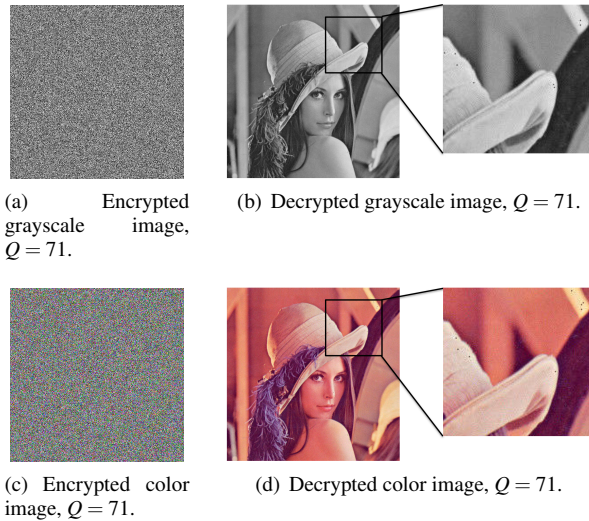 (a) Encrypted
grayscale image,
Q = 71.
(b) Decrypted grayscale image, Q = 71.
(c) Encrypted color
image, Q = 71.
(d) Decrypted color image, Q = 71.